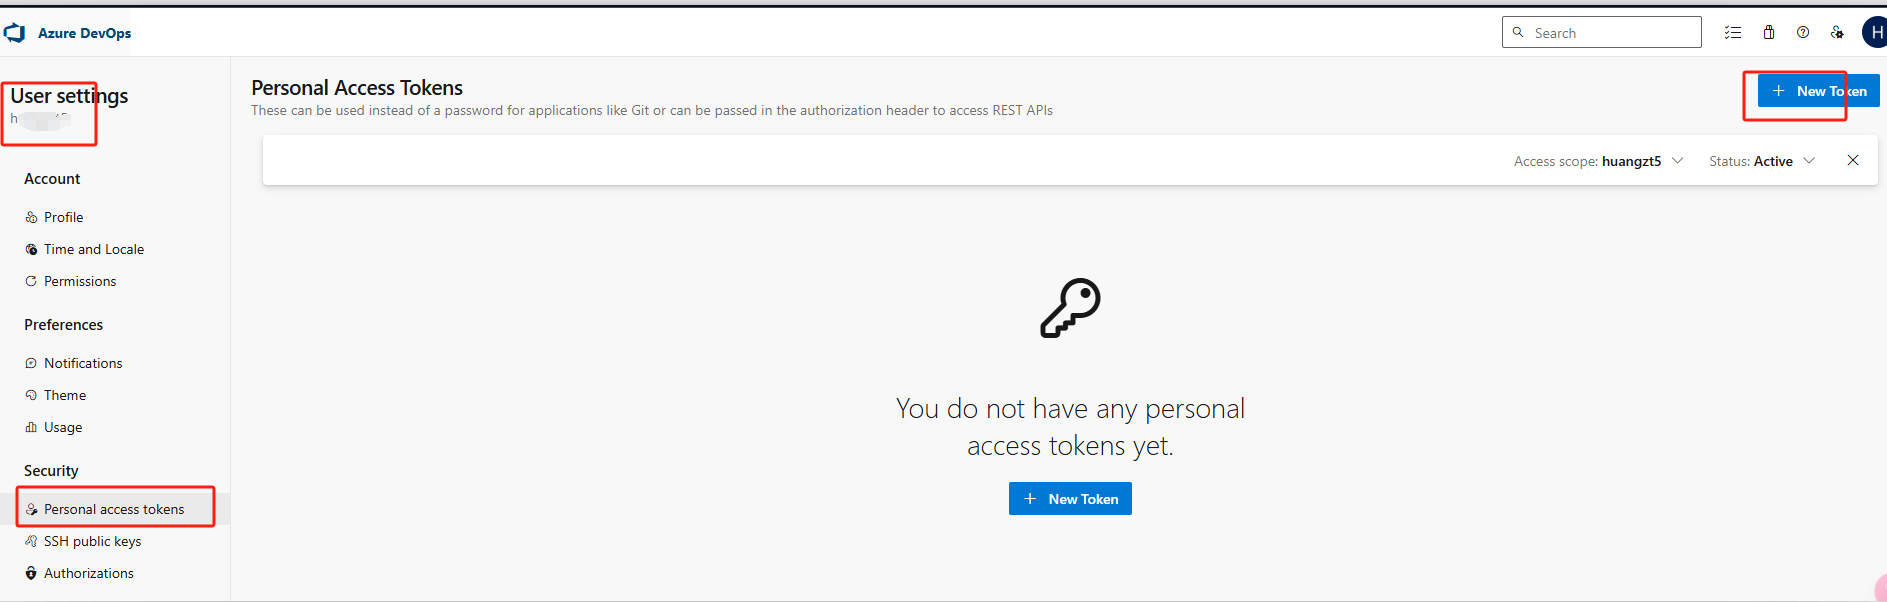 Azure DevOps
Search
H
User settings
Personal Access Tokens
These can be used instead of a password for applications like Git or can be passed in the authorization header to access REST APIs
New Token
Access scope: huangzt5
Status: Active
Account
Profile
Time and Locale
Permissions
Preferences
Notifications
Theme
Usage
Security
Personal access tokens
SSH public keys
Authorizations
You do not have any personal
access tokens yet.
New Token